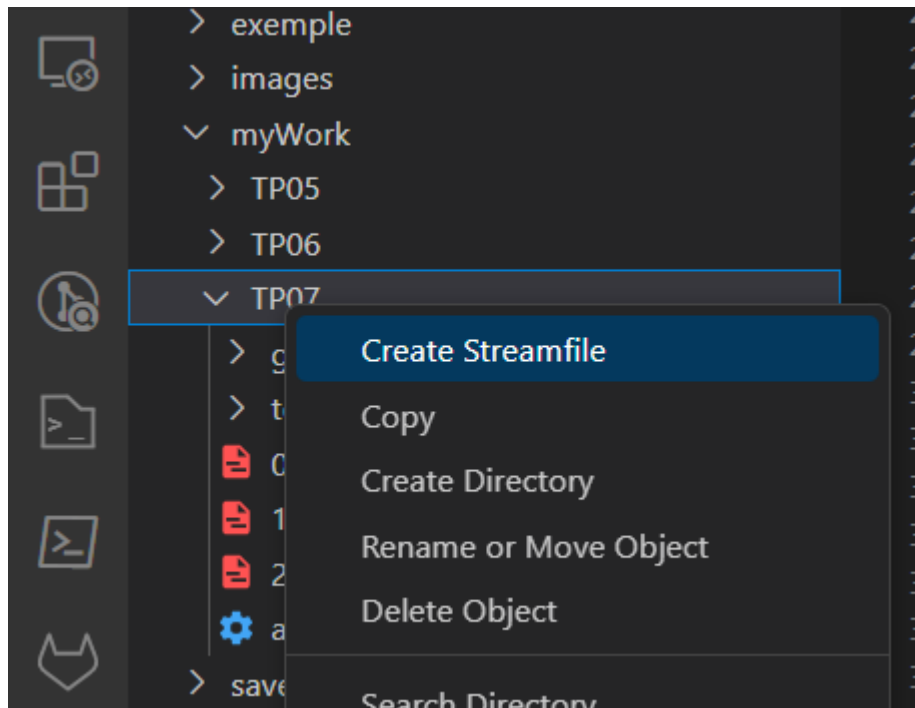 exemple
images
myWork
TP05
TP06
TP07
Create Streamfile
Copy
Create Directory
Rename or Move Object
Delete Object
save
Search Directory